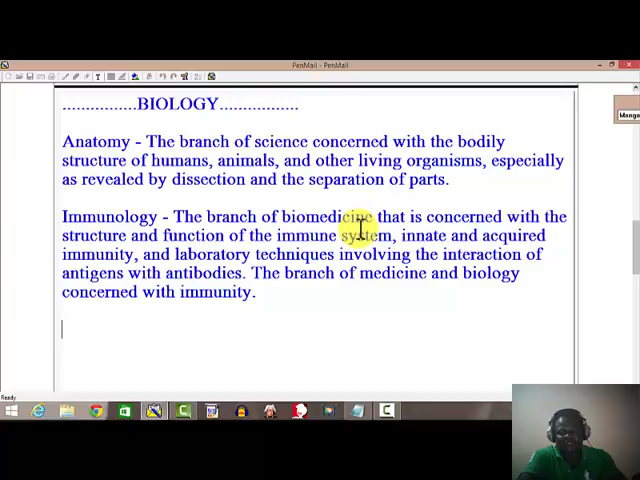 PenMail - PenMail
Manga
................BIOLOGY.................
Anatomy - The branch of science concerned with the bodily
structure of humans, animals, and other living organisms, especially
as revealed by dissection and the separation of parts.
Immunology - The branch of biomedicine that is concerned with the
structure and function of the immune system, innate and acquired
immunity, and laboratory techniques involving the interaction of
antigens with antibodies. The branch of medicine and biology
concerned with immunity.
Ready